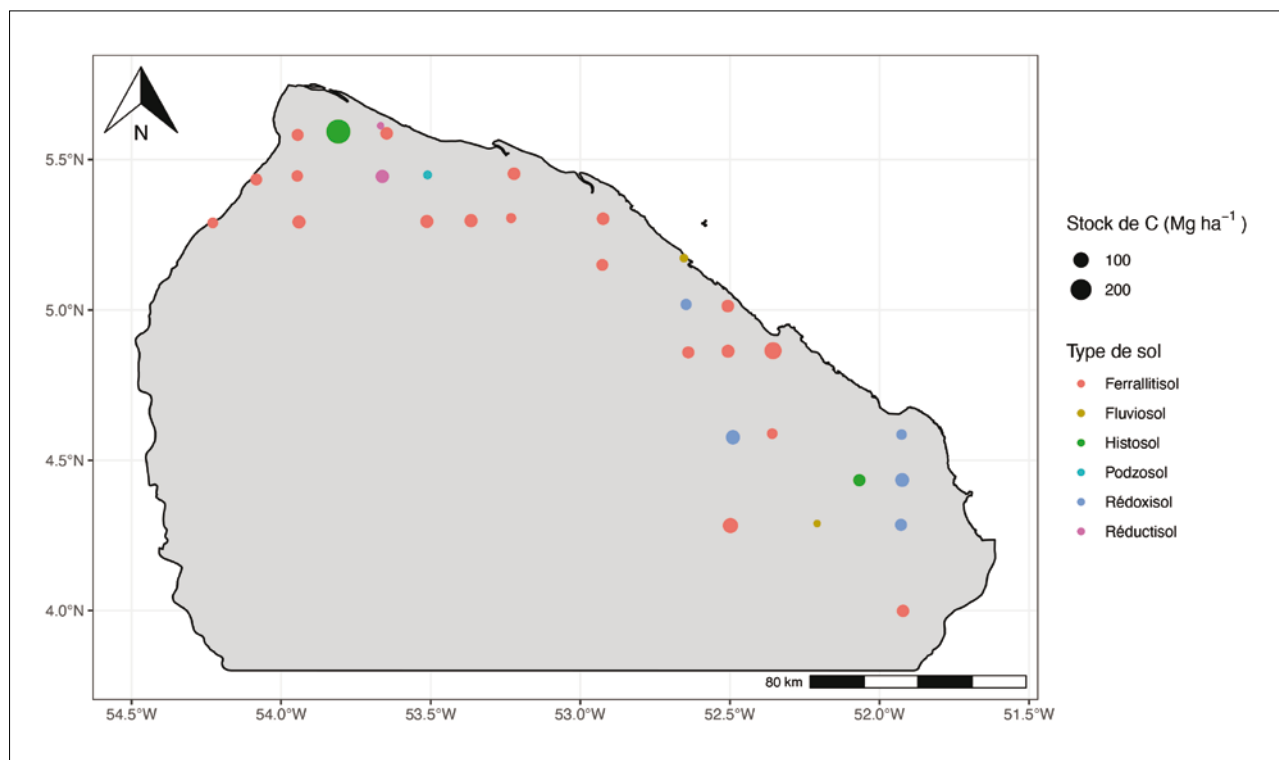 N
5.5°N
5.0°N
4.5°N
4.0°N
80 km
54.5°W
54.0°W
53.5°W
53.0°W
52.5°W
52.0°W
51.5°W
Stock de C (Mg ha⁻¹ )
100
200
Type de sol
Ferrallitisol
Fluviosol
Histosol
Podzosol
Rédoxisol
Réductisol